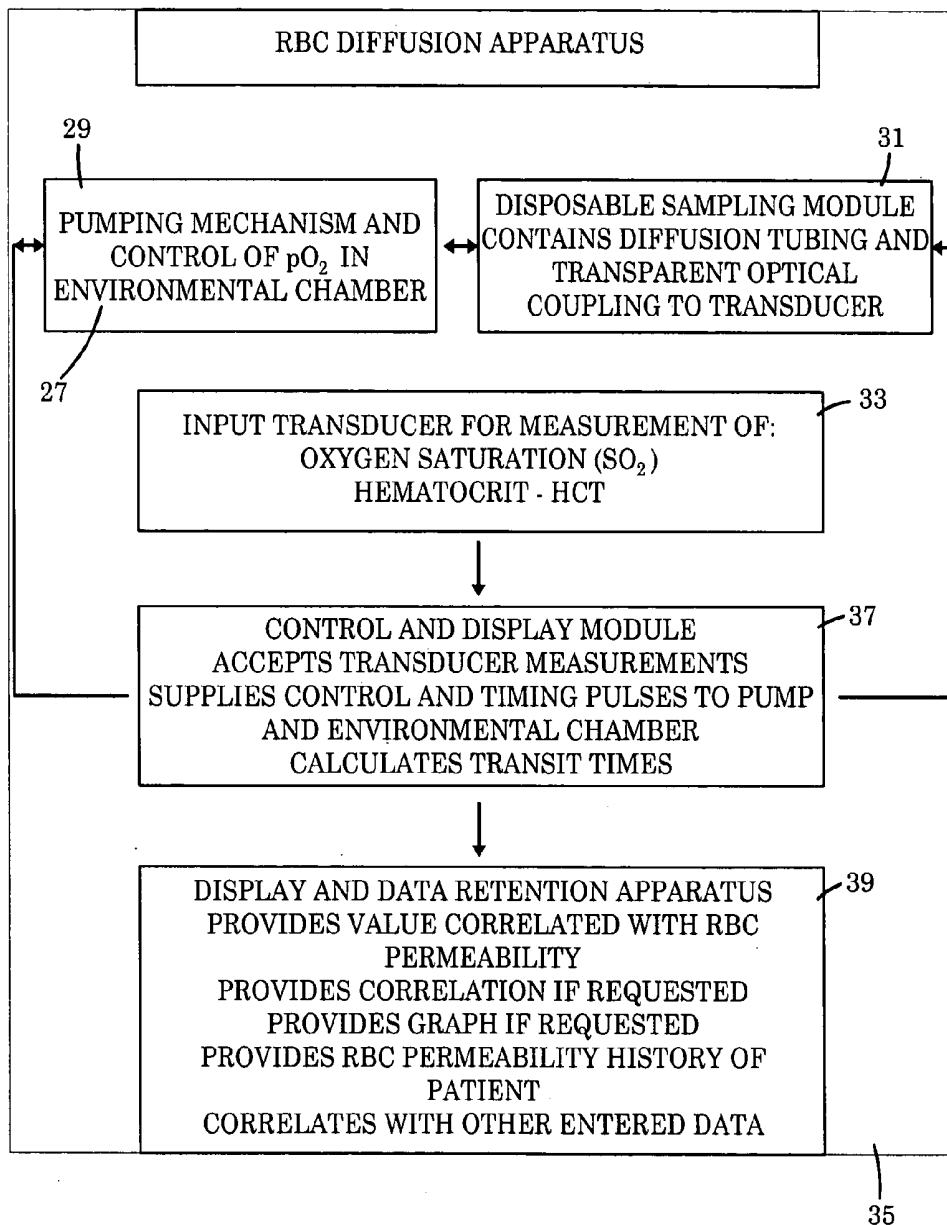 RBC DIFFUSION APPARATUS
29
31
PUMPING MECHANISM AND
CONTROL OF pO₂ IN
ENVIRONMENTAL CHAMBER
DISPOSABLE SAMPLING MODULE
CONTAINS DIFFUSION TUBING AND
TRANSPARENT OPTICAL
COUPLING TO TRANSDUCER
27
33
INPUT TRANSDUCER FOR MEASUREMENT OF:
OXYGEN SATURATION (SO₂)
HEMATOCRIT - HCT
37
CONTROL AND DISPLAY MODULE
ACCEPTS TRANSDUCER MEASUREMENTS
SUPPLIES CONTROL AND TIMING PULSES TO PUMP
AND ENVIRONMENTAL CHAMBER
CALCULATES TRANSIT TIMES
39
DISPLAY AND DATA RETENTION APPARATUS
PROVIDES VALUE CORRELATED WITH RBC
PERMEABILITY
PROVIDES CORRELATION IF REQUESTED
PROVIDES GRAPH IF REQUESTED
PROVIDES RBC PERMEABILITY HISTORY OF
PATIENT
CORRELATES WITH OTHER ENTERED DATA
35